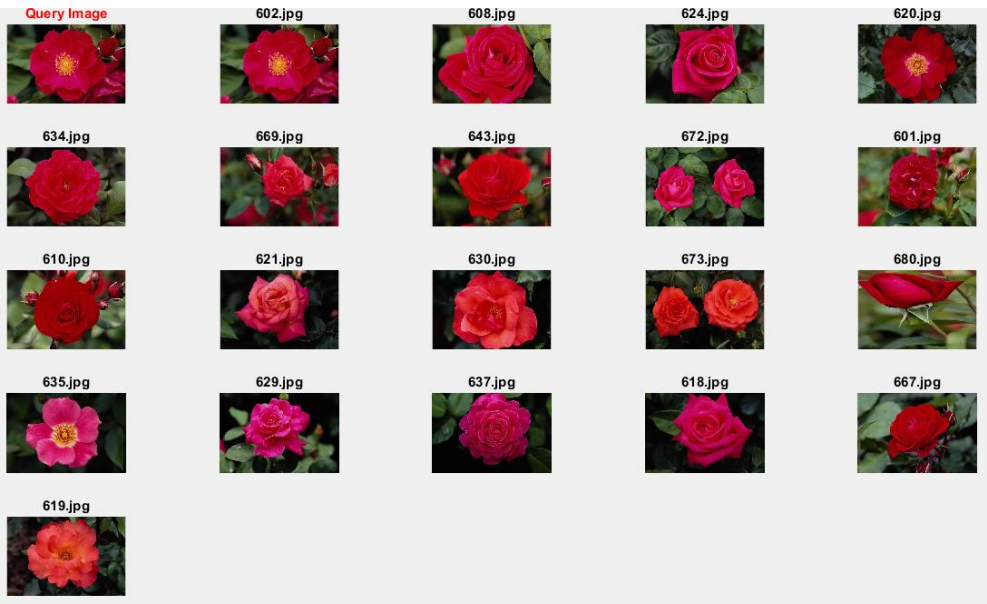 Query Image 602.jpg 608.jpg 624.jpg 620.jpg
634.jpg 669.jpg 643.jpg 672.jpg 601.jpg
610.jpg 621.jpg 630.jpg 673.jpg 680.jpg
635.jpg 629.jpg 637.jpg 618.jpg 667.jpg
619.jpg